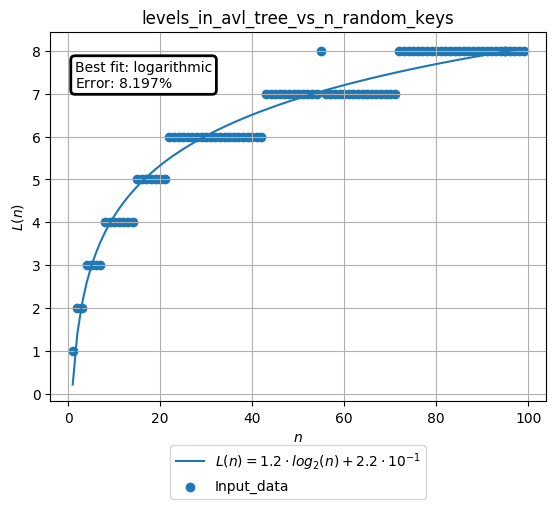 levels_in_avl_tree_vs_n_random_keys
Best fit: logarithmic
Error: 8.197%
8
7
6
5
4
3
2
1
0
L(n)
0 20 40 60 80 100
n
L(n) = 1.2 · log₂(n) + 2.2 · 10⁻¹
Input_data